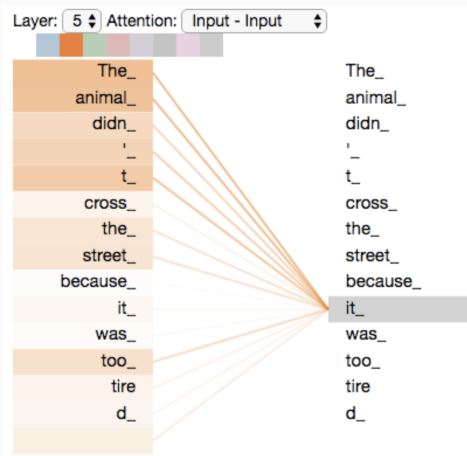 Layer: 5 Attention: Input - Input
The_ The_
animal_ animal_
didn_ didn_
'_ '_
t_ t_
cross_ cross_
the_ the_
street_ street_
because_ because_
it_ it_
was_ was_
too_ too_
tire tire
d_ d_